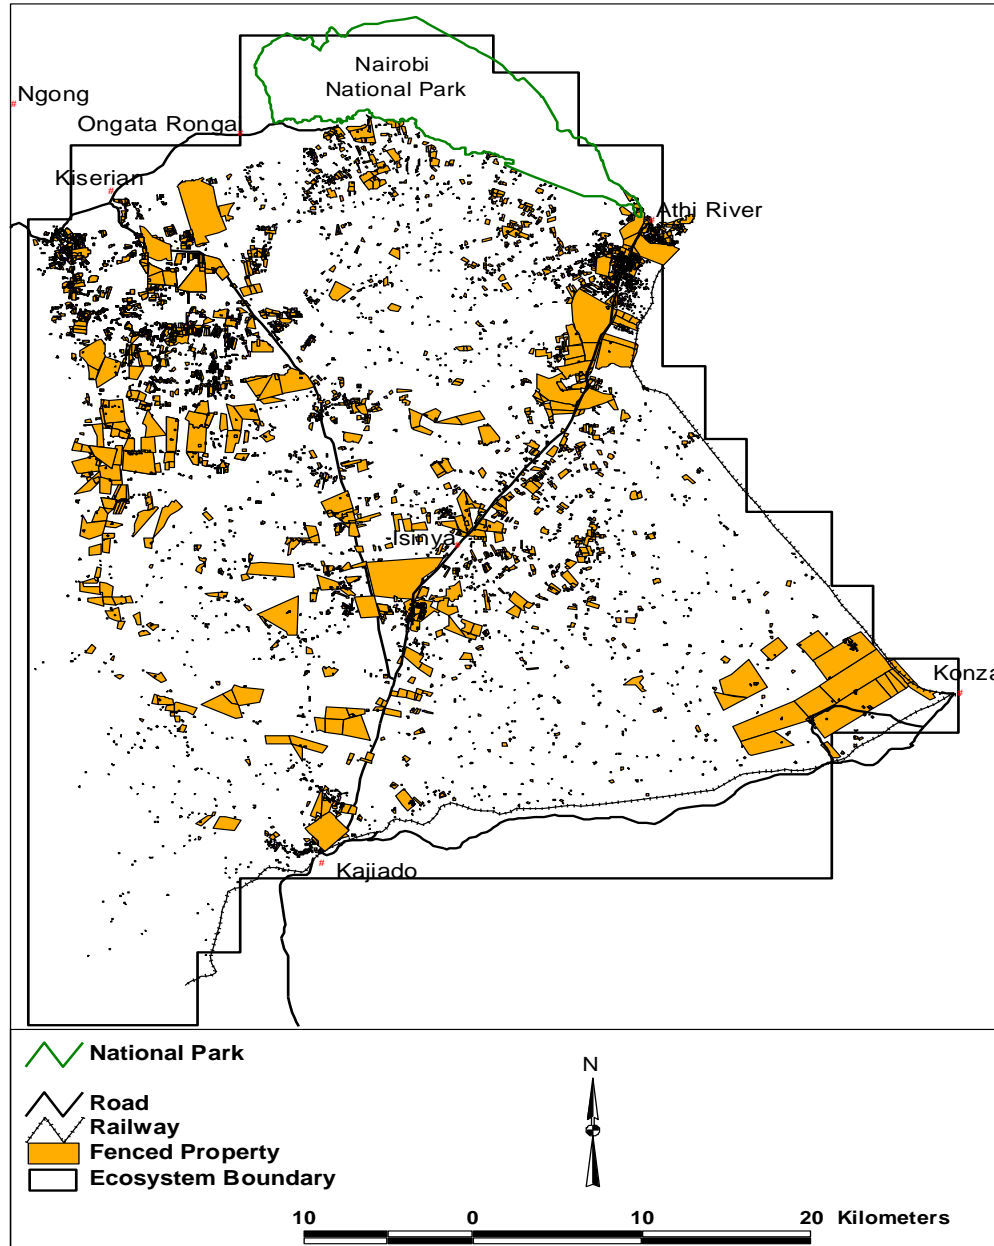 Nairobi
National Park
#Ngong
Ongata Ronga
#
Kiserian
#
Athi River
#
Isinya
#
Konza
#
#
Kajiado
National Park
Road
Railway
Fenced Property
Ecosystem Boundary
N
10 0 10 20 Kilometers